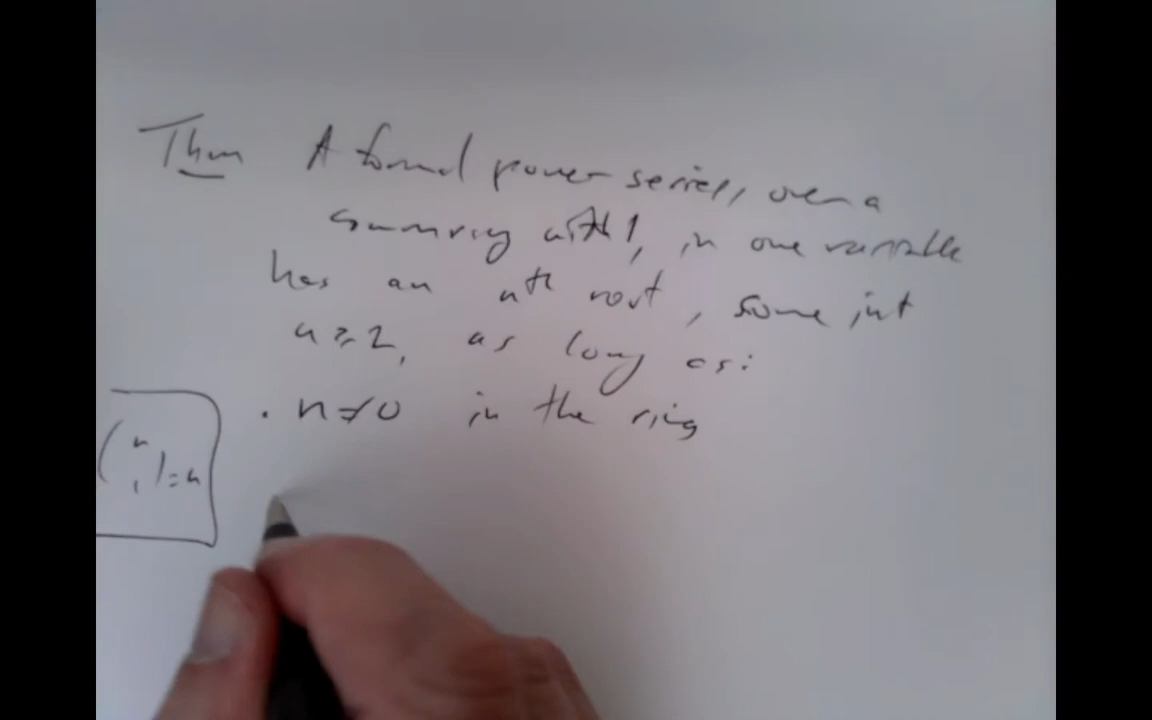 Thm A formal power series, over a
comm ring with 1, in one variable
has an nth root, some int
n ≥ 2, as long as:
• n ≠ 0 in the ring
(n 1) = n